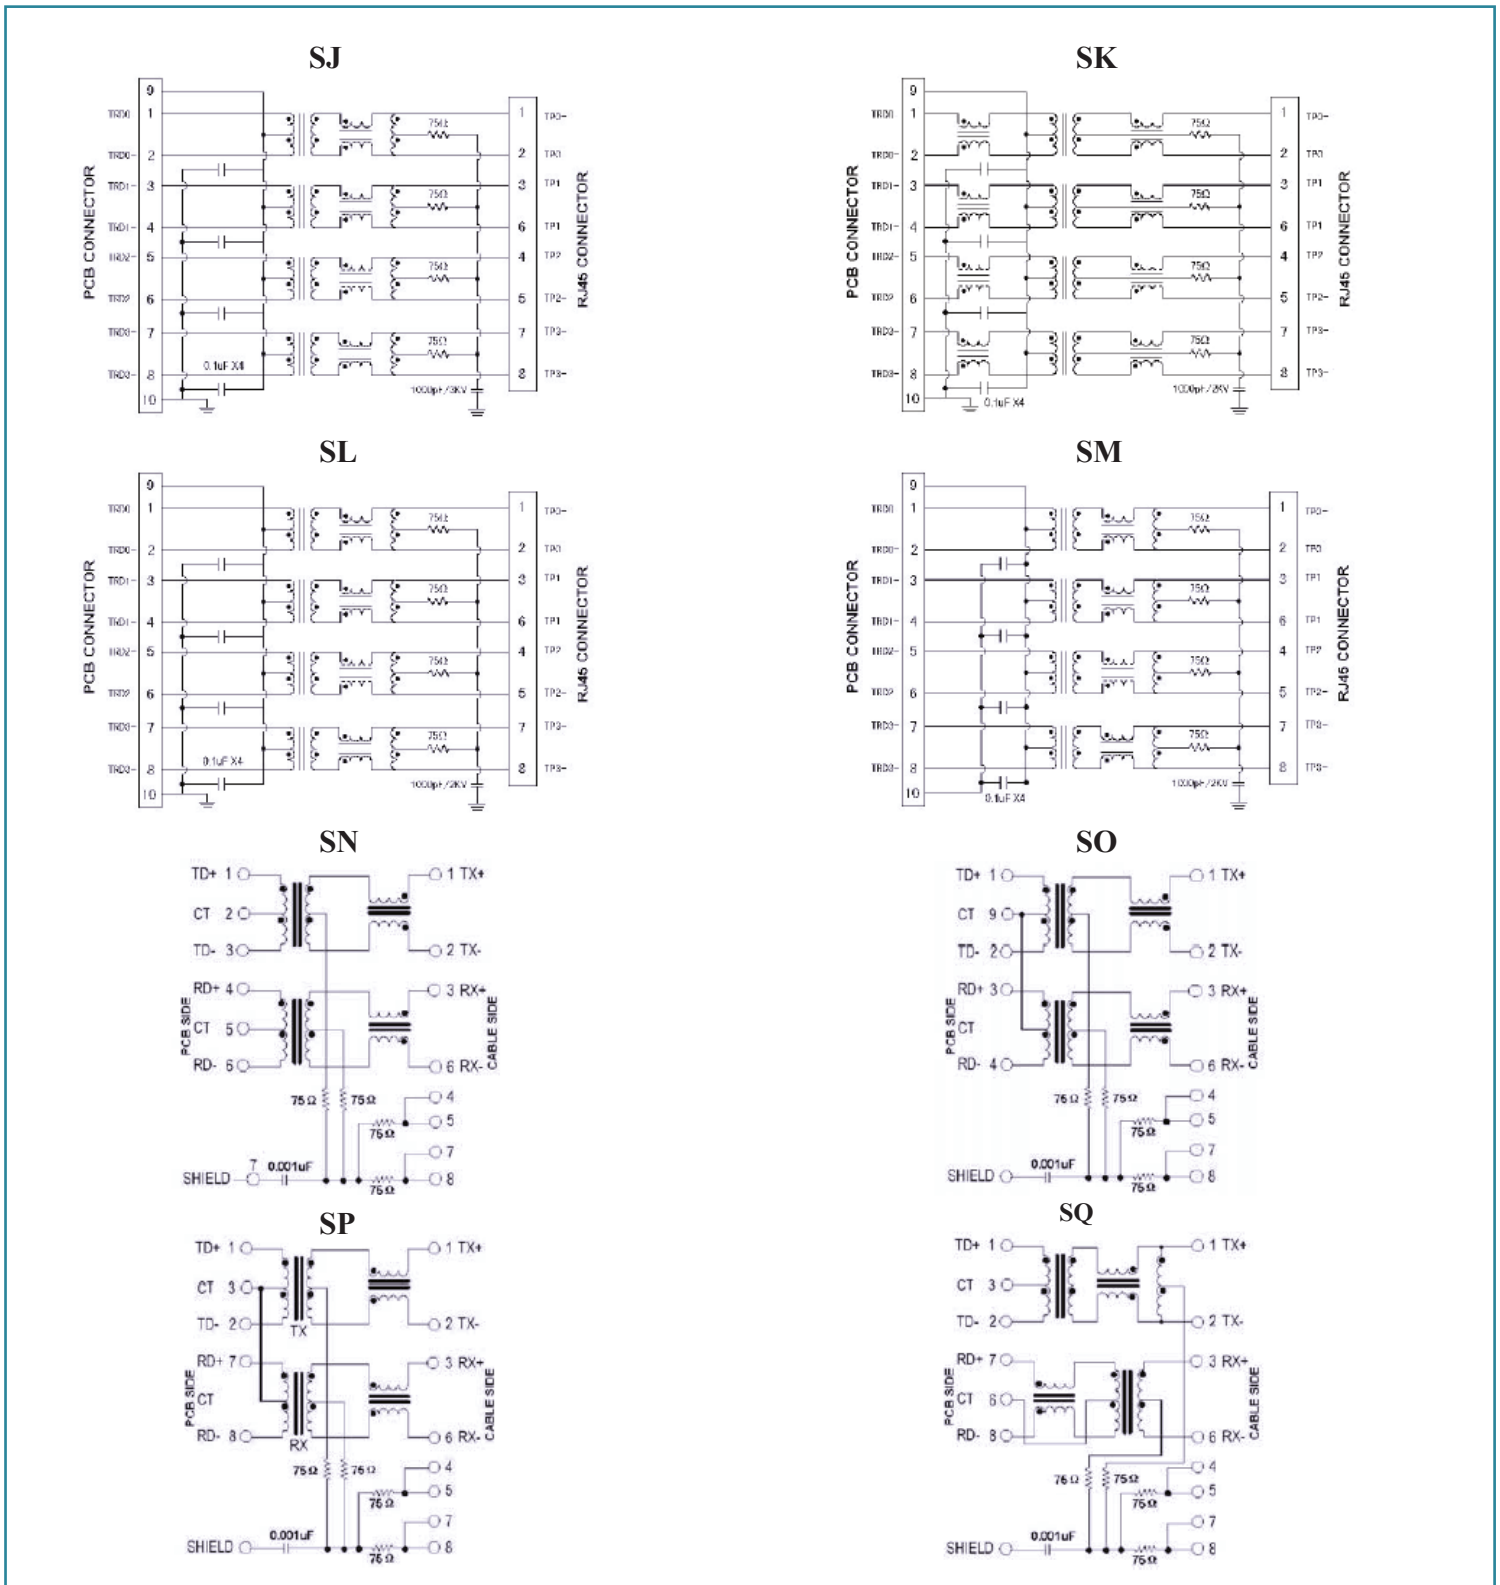 SJ
9
TRD0 1
TRD0- 2
TRD1- 3
TRD1- 4
TRD2- 5
TRD2 6
TRD3- 7
TRD3- 8
10
PCB CONNECTOR
75Ω
75Ω
75Ω
75Ω
0.1uF X4
1000pF/3KV
1 TP0-
2 TP0
3 TP1
6 TP1
4 TP2
5 TP2-
7 TP3-
8 TP3-
RJ45 CONNECTOR
SK
9
TRD0 1
TRD0- 2
TRD1 3
TRD1- 4
TRD2- 5
TRD2 6
TRD3- 7
TRD3- 8
10
PCB CONNECTOR
75Ω
75Ω
75Ω
75Ω
0.1uF X4
1000pF/2KV
1 TP0-
2 TP0
3 TP1
6 TP1
4 TP2
5 TP2-
7 TP3-
8 TP3-
RJ45 CONNECTOR
SL
9
TRD0 1
TRD0 2
TRD1- 3
TRD1 4
TRD2- 5
TRD2 6
TRD3- 7
TRD3- 8
10
PCB CONNECTOR
75Ω
75Ω
75Ω
75Ω
0.1uF X4
1000pF/2KV
1 TP0-
2 TP0
3 TP1
6 TP1
4 TP2
5 TP2-
7 TP3-
8 TP3-
RJ45 CONNECTOR
SM
9
TRD0 1
TRD0- 2
TRD1- 3
TRD1- 4
TRD2- 5
TRD2 6
TRD3- 7
TRD3- 8
10
PCB CONNECTOR
75Ω
75Ω
75Ω
75Ω
0.1uF X4
1000pF/2KV
1 TP0-
2 TP0
3 TP1
6 TP1
4 TP2
5 TP2-
7 TP3-
8 TP3-
RJ45 CONNECTOR
SN
TD+ 1
CT 2
TD- 3
RD+ 4
CT 5
RD- 6
PCB SIDE
1 TX+
2 TX-
3 RX+
6 RX-
CABLE SIDE
75Ω 75Ω
4
5
75Ω
7
8
75Ω
SHIELD 7 0.001uF
SO
TD+ 1
CT 9
TD- 2
RD+ 3
CT
RD- 4
PCB SIDE
1 TX+
2 TX-
3 RX+
6 RX-
CABLE SIDE
75Ω 75Ω
4
5
75Ω
7
8
75Ω
SHIELD 0.001uF
SP
TD+ 1
CT 3
TD- 2
TX
RD+ 7
CT
RD- 8
RX
PCB SIDE
1 TX+
2 TX-
3 RX+
6 RX-
CABLE SIDE
75Ω 75Ω
4
5
75Ω
7
8
75Ω
SHIELD 0.001uF
SQ
TD+ 1
CT 3
TD- 2
RD+ 7
CT 6
RD- 8
PCB SIDE
1 TX+
2 TX-
3 RX+
6 RX-
CABLE SIDE
75Ω 75Ω
4
5
75Ω
7
8
75Ω
SHIELD 0.001uF